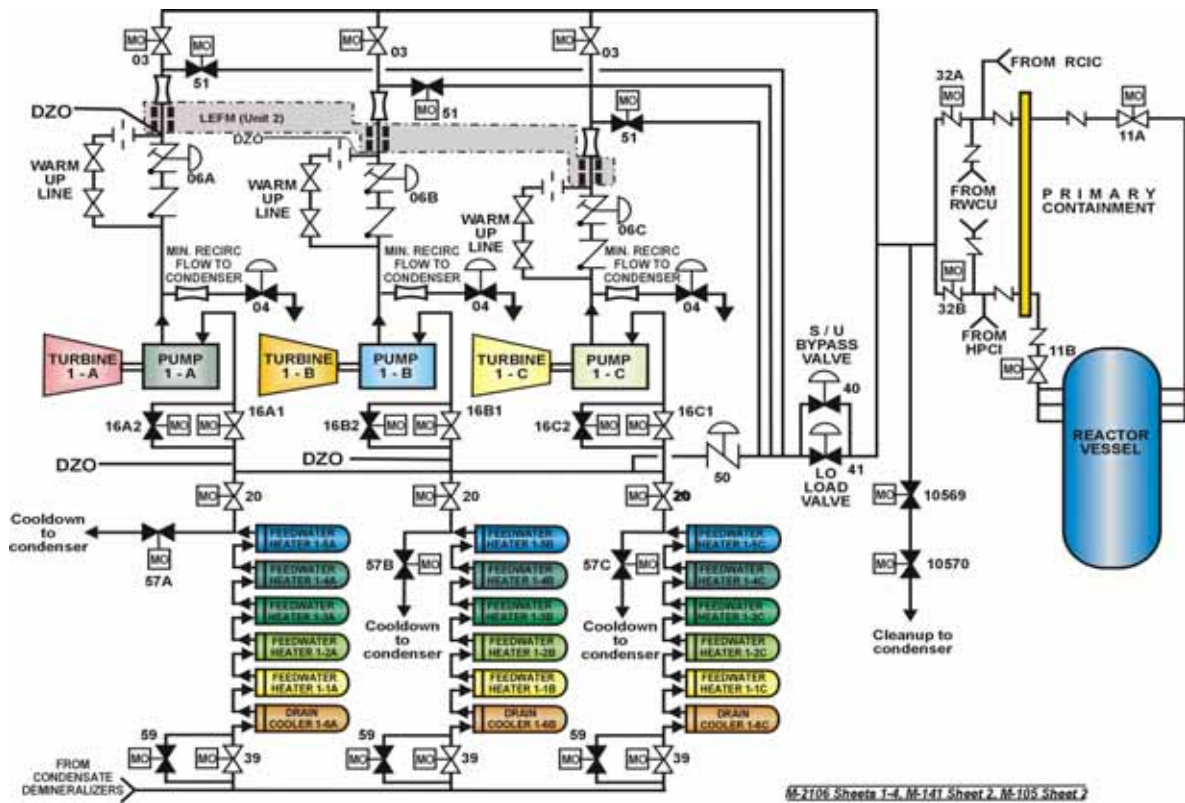 MO
03
MO
03
MO
03
MO
51
MO
51
MO
51
DZO
LEFM (Unit 2)
DZO
WARM
UP
LINE
06A
WARM
UP
LINE
06B
WARM
UP
LINE
06C
MIN. RECIRC
FLOW TO
CONDENSER
04
MIN. RECIRC
FLOW TO
CONDENSER
04
04
TURBINE
1 - A
PUMP
1 - A
TURBINE
1 - B
PUMP
1 - B
TURBINE
1 - C
PUMP
1 - C
16A2
MO
MO
16A1
16B2
MO
MO
16B1
16C2
MO
MO
16C1
DZO
DZO
MO
20
MO
20
MO
20
50
S / U
BYPASS
VALVE
40
LO
LOAD
VALVE
41
32A
MO
FROM RCIC
MO
11A
FROM
RWCU
PRIMARY
CONTAINMENT
MO
32B
FROM
HPCI
11B
MO
REACTOR
VESSEL
MO
10569
MO
10570
Cleanup to
condenser
Cooldown
to
condenser
MO
57A
57B
MO
Cooldown
to
condenser
57C
MO
Cooldown
to
condenser
FEEDWATER
HEATER 1-5A
FEEDWATER
HEATER 1-4A
FEEDWATER
HEATER 1-3A
FEEDWATER
HEATER 1-2A
FEEDWATER
HEATER 1-1A
DRAIN
COOLER 1-6A
FEEDWATER
HEATER 1-5B
FEEDWATER
HEATER 1-4B
FEEDWATER
HEATER 1-3B
FEEDWATER
HEATER 1-2B
FEEDWATER
HEATER 1-1B
DRAIN
COOLER 1-6B
FEEDWATER
HEATER 1-5C
FEEDWATER
HEATER 1-4C
FEEDWATER
HEATER 1-3C
FEEDWATER
HEATER 1-2C
FEEDWATER
HEATER 1-1C
DRAIN
COOLER 1-6C
59
MO
MO
39
59
MO
MO
39
59
MO
MO
39
FROM
CONDENSATE
DEMINERALIZERS
M-2106 Sheets 1-4, M-141 Sheet 2, M-105 Sheet 2